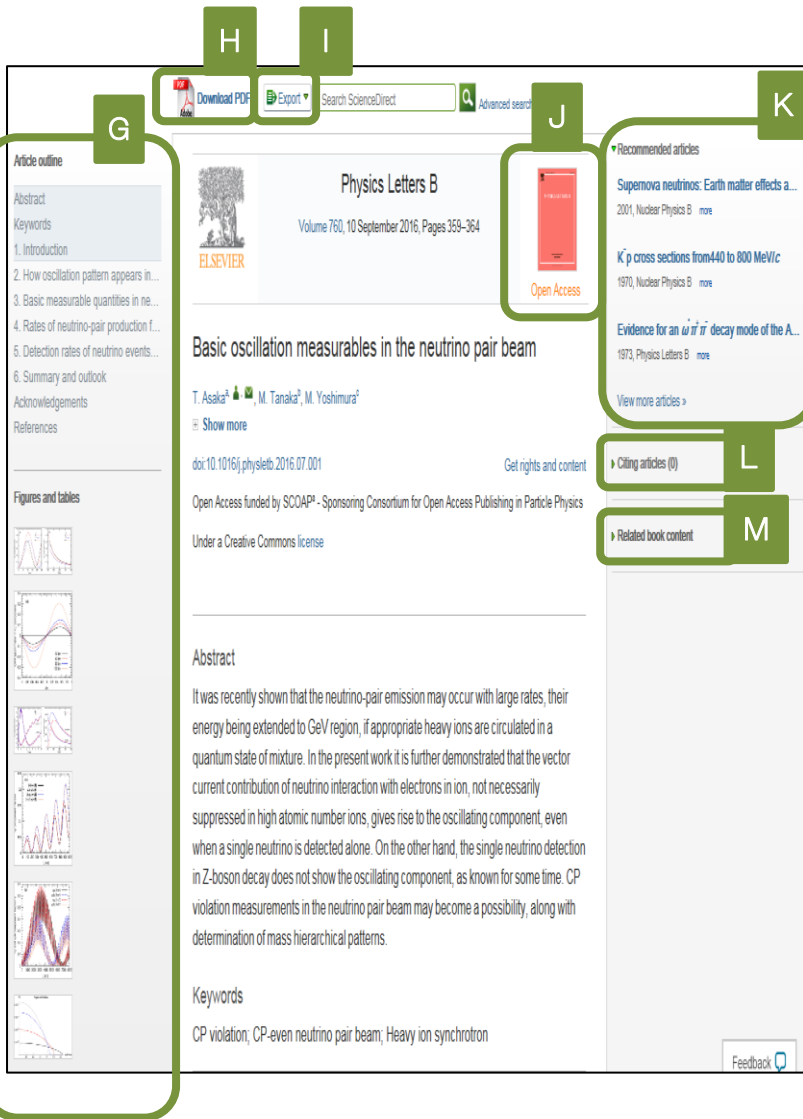 H
I
Download PDF
Export
Search ScienceDirect
Advanced search
G
Article outline
Abstract
Keywords
1. Introduction
2. How oscillation pattern appears in...
3. Basic measurable quantities in ne...
4. Rates of neutrino-pair production f...
5. Detection rates of neutrino events...
6. Summary and outlook
Acknowledgements
References
Figures and tables
ELSEVIER
Physics Letters B
Volume 760, 10 September 2016, Pages 359–364
J
Open Access
Basic oscillation measurables in the neutrino pair beam
T. Asakaᵃ, M. Tanakaᵇ, M. Yoshimuraᶜ
Show more
doi:10.1016/j.physletb.2016.07.001
Get rights and content
Open Access funded by SCOAP³ - Sponsoring Consortium for Open Access Publishing in Particle Physics
Under a Creative Commons license
Abstract
It was recently shown that the neutrino-pair emission may occur with large rates, their
energy being extended to GeV region, if appropriate heavy ions are circulated in a
quantum state of mixture. In the present work it is further demonstrated that the vector
current contribution of neutrino interaction with electrons in ion, not necessarily
suppressed in high atomic number ions, gives rise to the oscillating component, even
when a single neutrino is detected alone. On the other hand, the single neutrino detection
in Z-boson decay does not show the oscillating component, as known for some time. CP
violation measurements in the neutrino pair beam may become a possibility, along with
determination of mass hierarchical patterns.
Keywords
CP violation; CP-even neutrino pair beam; Heavy ion synchrotron
K
Recommended articles
Supernova neutrinos: Earth matter effects a...
2001, Nuclear Physics B more
K⁻p cross sections from440 to 800 MeV/c
1970, Nuclear Physics B more
Evidence for an ωπ⁺π⁻ decay mode of the A...
1973, Physics Letters B more
View more articles »
L
Citing articles (0)
M
Related book content
Feedback